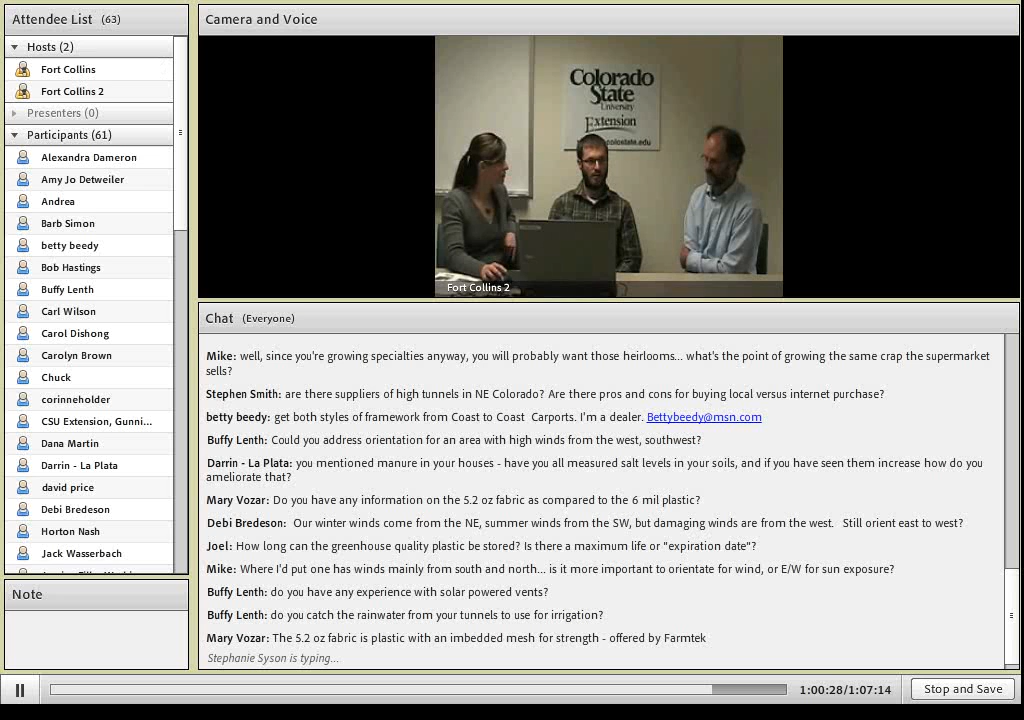 Attendee List (63)
Hosts (2)
Fort Collins
Fort Collins 2
Presenters (0)
Participants (61)
Alexandra Dameron
Amy Jo Detweiler
Andrea
Barb Simon
betty beedy
Bob Hastings
Buffy Lenth
Carl Wilson
Carol Dishong
Carolyn Brown
Chuck
corinneholder
CSU Extension, Gunni...
Dana Martin
Darrin - La Plata
david price
Debi Bredeson
Horton Nash
Jack Wasserbach
Note
Camera and Voice
Colorado
State
University
Extension
Fort Collins 2
Chat (Everyone)
Mike: well, since you're growing specialties anyway, you will probably want those heirlooms... what's the point of growing the same crap the supermarket
sells?
Stephen Smith: are there suppliers of high tunnels in NE Colorado? Are there pros and cons for buying local versus internet purchase?
betty beedy: get both styles of framework from Coast to Coast Carports. I'm a dealer. Bettybeedy@msn.com
Buffy Lenth: Could you address orientation for an area with high winds from the west, southwest?
Darrin - La Plata: you mentioned manure in your houses - have you all measured salt levels in your soils, and if you have seen them increase how do you
ameliorate that?
Mary Vozar: Do you have any information on the 5.2 oz fabric as compared to the 6 mil plastic?
Debi Bredeson: Our winter winds come from the NE, summer winds from the SW, but damaging winds are from the west. Still orient east to west?
Joel: How long can the greenhouse quality plastic be stored? Is there a maximum life or "expiration date"?
Mike: Where I'd put one has winds mainly from south and north... is it more important to orientate for wind, or E/W for sun exposure?
Buffy Lenth: do you have any experience with solar powered vents?
Buffy Lenth: do you catch the rainwater from your tunnels to use for irrigation?
Mary Vozar: The 5.2 oz fabric is plastic with an imbedded mesh for strength - offered by Farmtek
Stephanie Syson is typing...
1:00:28/1:07:14
Stop and Save